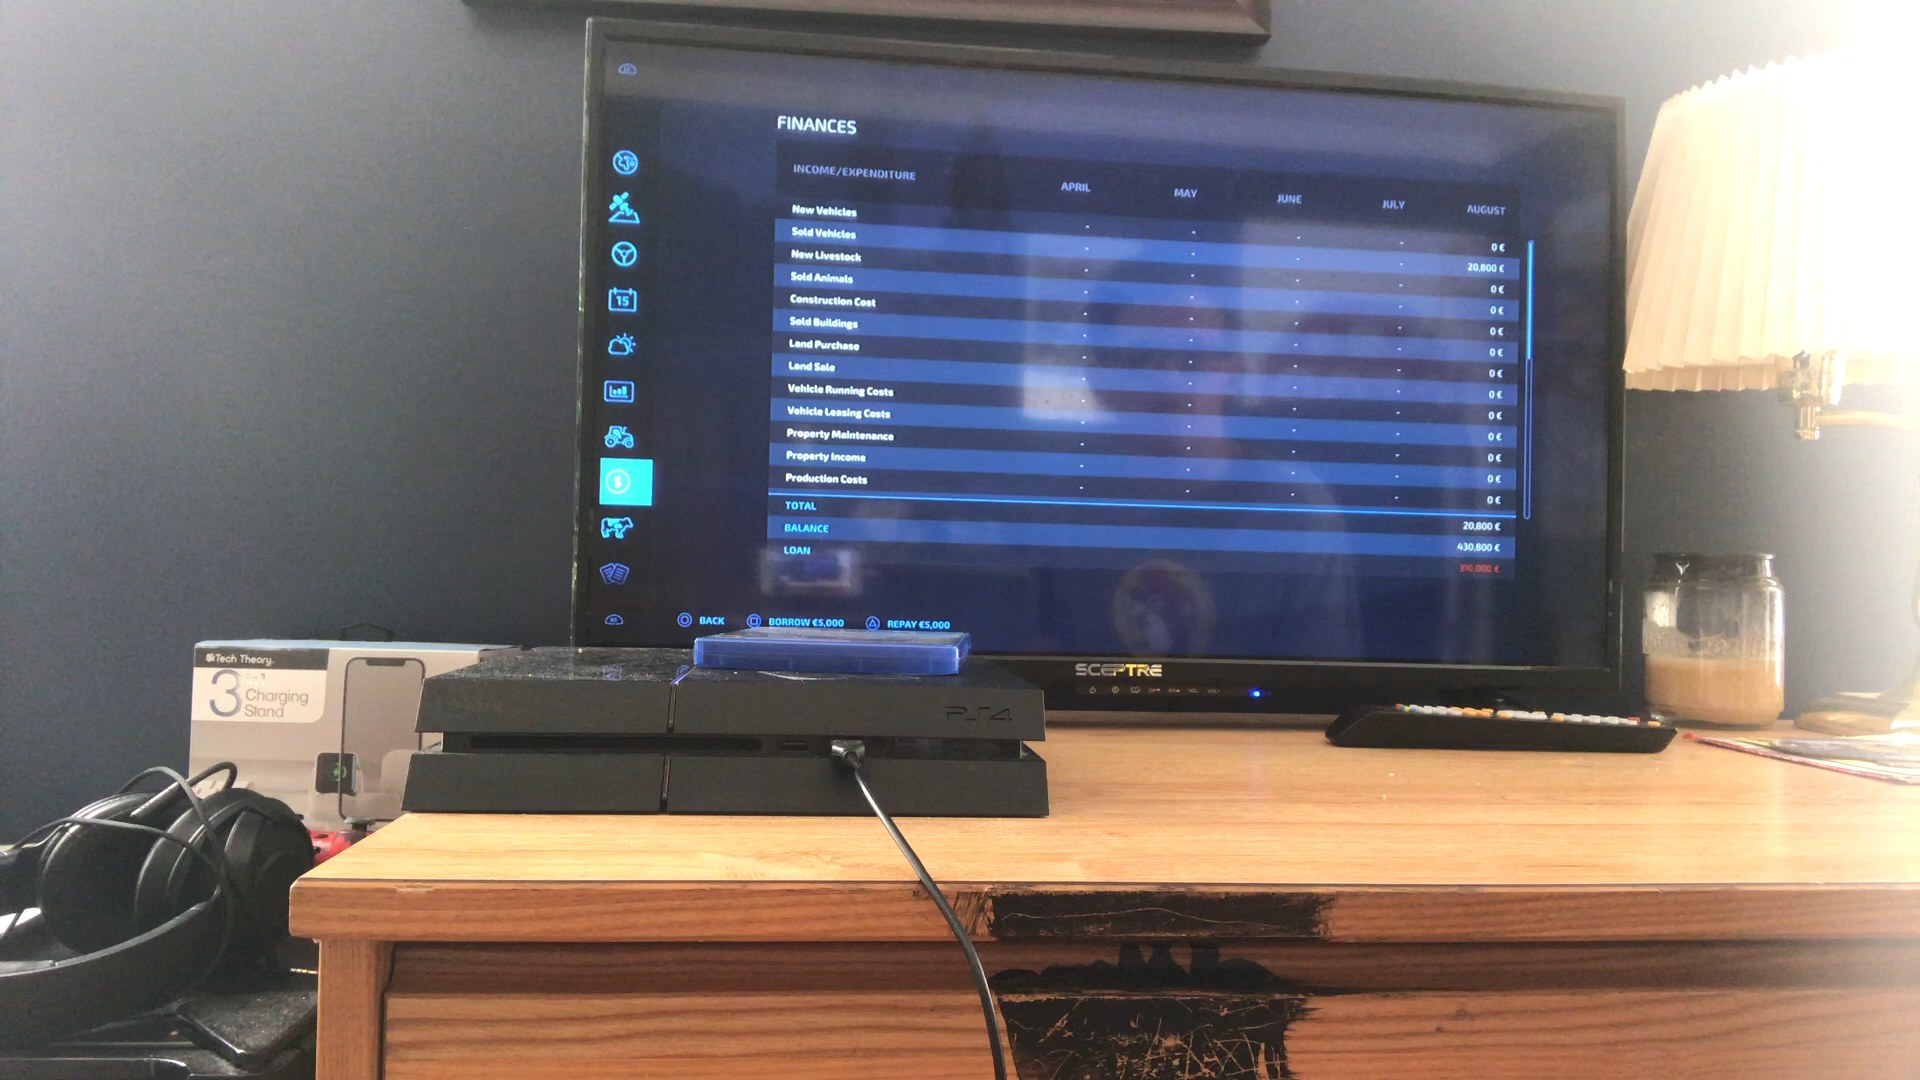 FINANCES
INCOME/EXPENDITURE APRIL MAY JUNE JULY AUGUST
New Vehicles - - - - 0 €
Sold Vehicles - - - - 20,800 €
New Livestock - - - - 0 €
Sold Animals - - - - 0 €
Construction Cost - - - - 0 €
Sold Buildings - - - - 0 €
Land Purchase - - - - 0 €
Land Sale - - - - 0 €
Vehicle Running Costs - - - - 0 €
Vehicle Leasing Costs - - - - 0 €
Property Maintenance - - - - 0 €
Property Income - - - - 0 €
Production Costs - - - - 0 €
TOTAL 20,800 €
BALANCE 430,800 €
LOAN
15
$
BACK BORROW €5,000 REPAY €5,000
SCEPTRE
Tech Theory
3 in 1
Charging
Stand
PS4